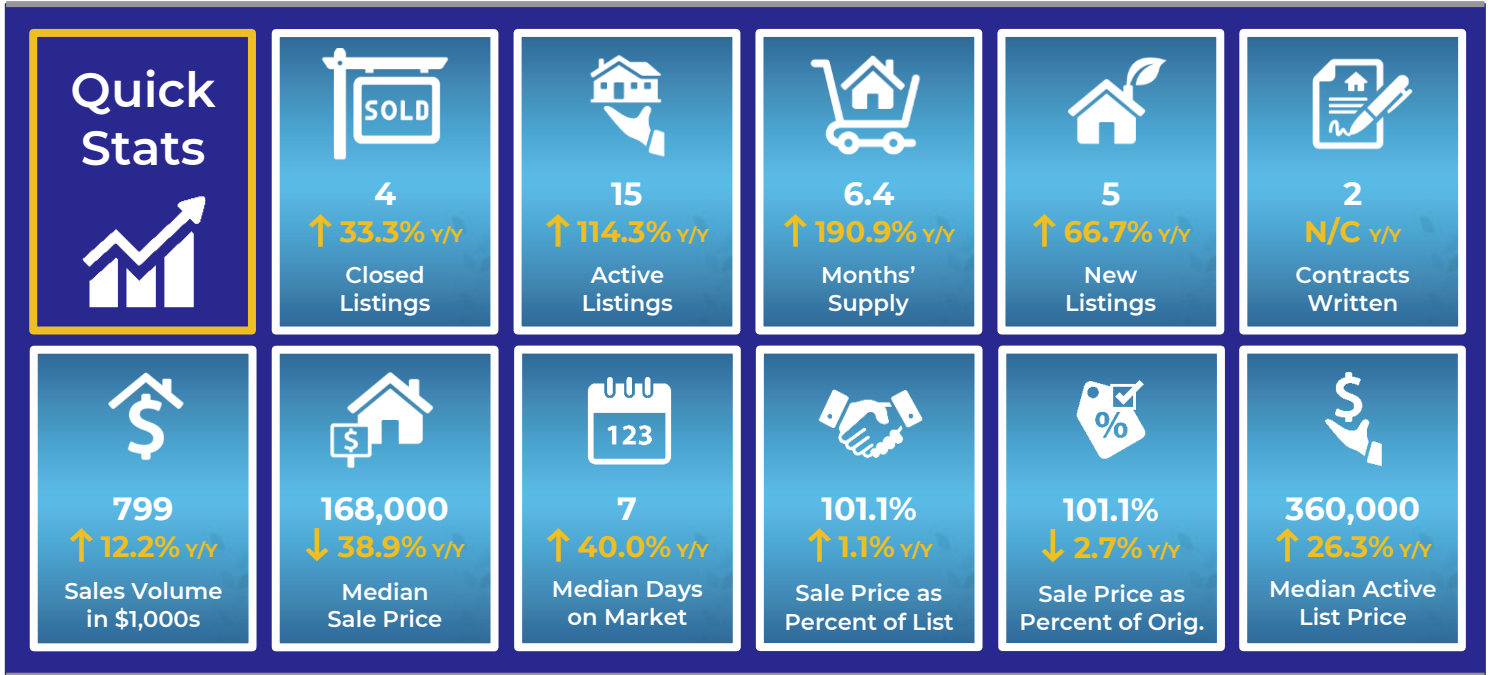 Quick
Stats
SOLD
4
↑ 33.3% Y/Y
Closed
Listings
15
↑ 114.3% Y/Y
Active
Listings
6.4
↑ 190.9% Y/Y
Months’
Supply
5
↑ 66.7% Y/Y
New
Listings
2
N/C Y/Y
Contracts
Written
$
799
↑ 12.2% Y/Y
Sales Volume
in $1,000s
$
168,000
↓ 38.9% Y/Y
Median
Sale Price
123
7
↑ 40.0% Y/Y
Median Days
on Market
101.1%
↑ 1.1% Y/Y
Sale Price as
Percent of List
%
101.1%
↓ 2.7% Y/Y
Sale Price as
Percent of Orig.
$
360,000
↑ 26.3% Y/Y
Median Active
List Price